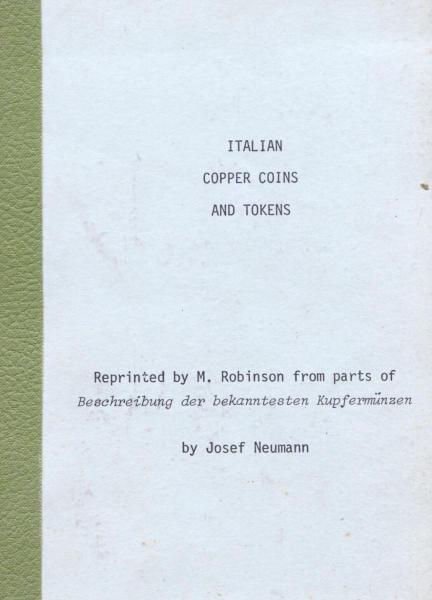 ITALIAN
COPPER COINS
AND TOKENS
Reprinted by M. Robinson from parts of
Beschreibung der bekanntesten Kupfermünzen
by Josef Neumann